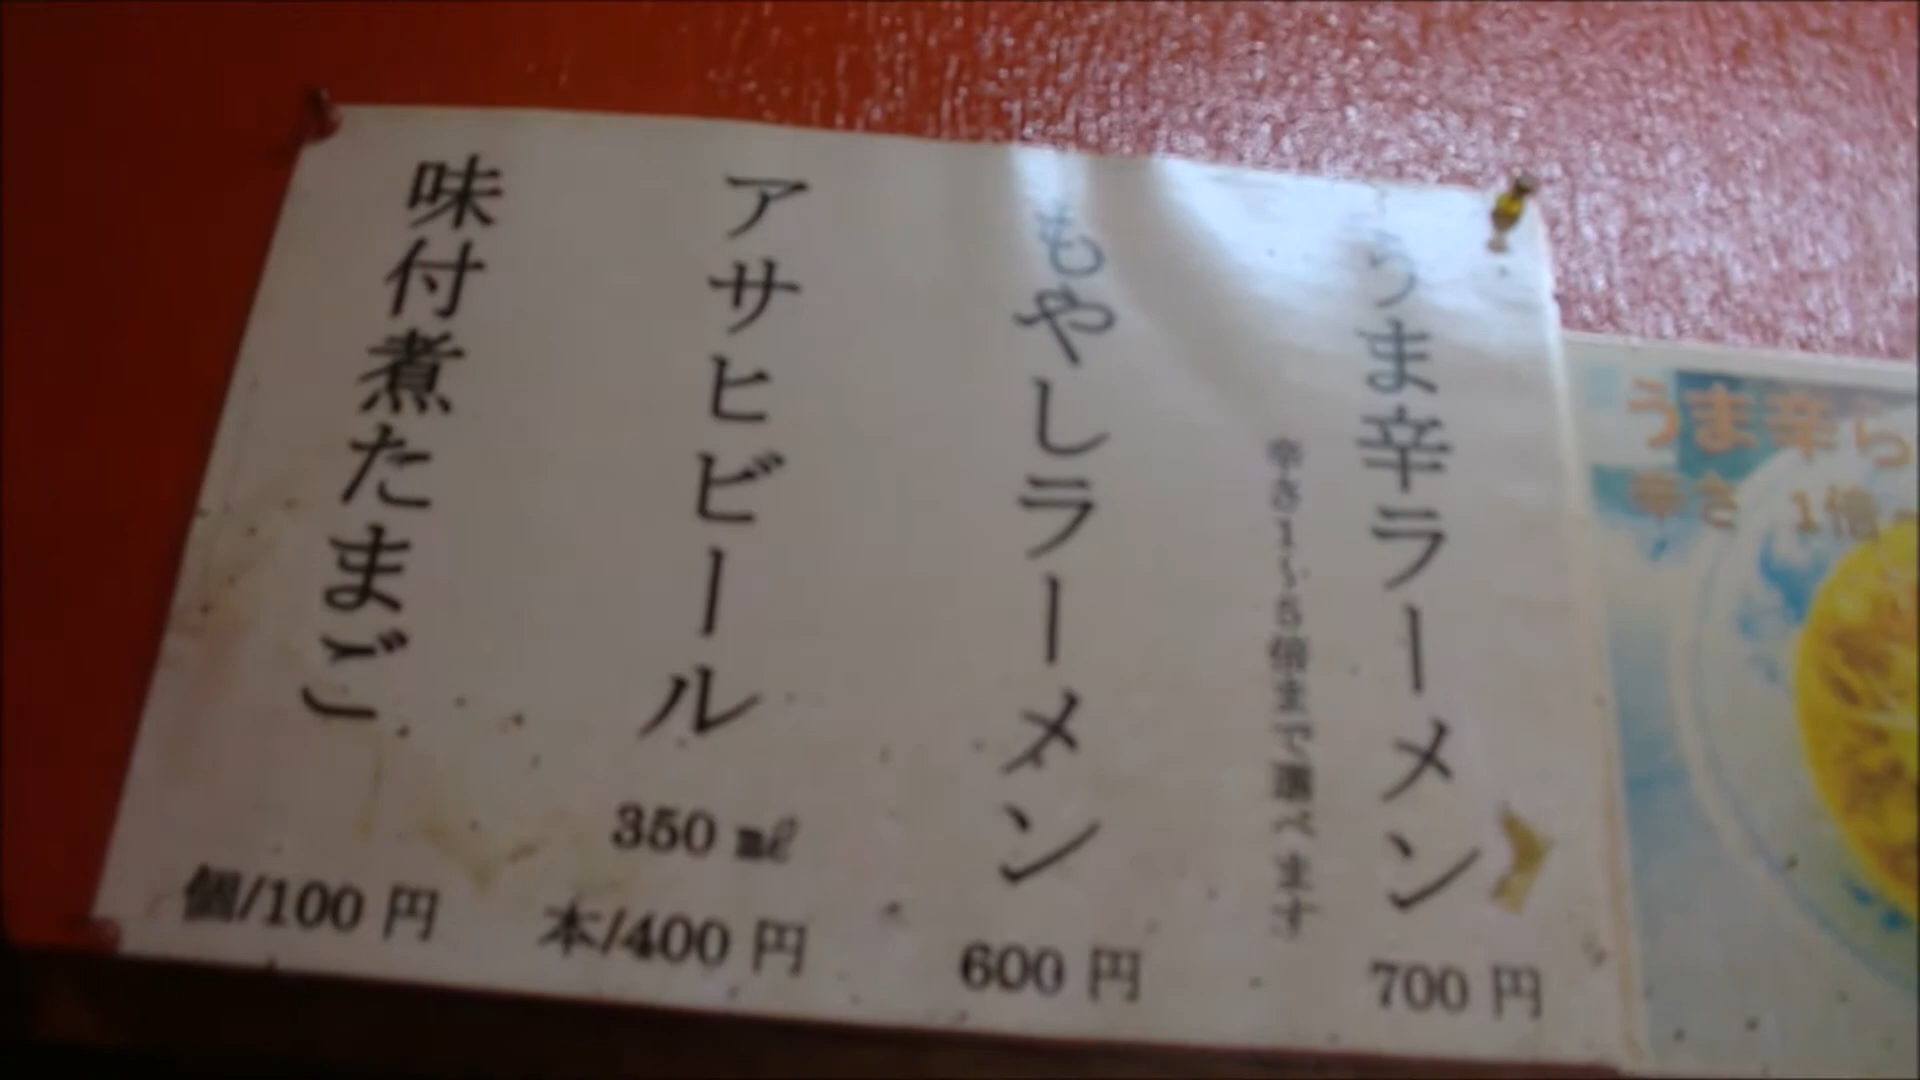 うま辛ラーメン
辛さ1~5倍まで選べます
700円
もやしラーメン
600円
アサヒビール
350㎖
本/400円
味付煮たまご
個/100円
うま辛ら
辛さ 1倍